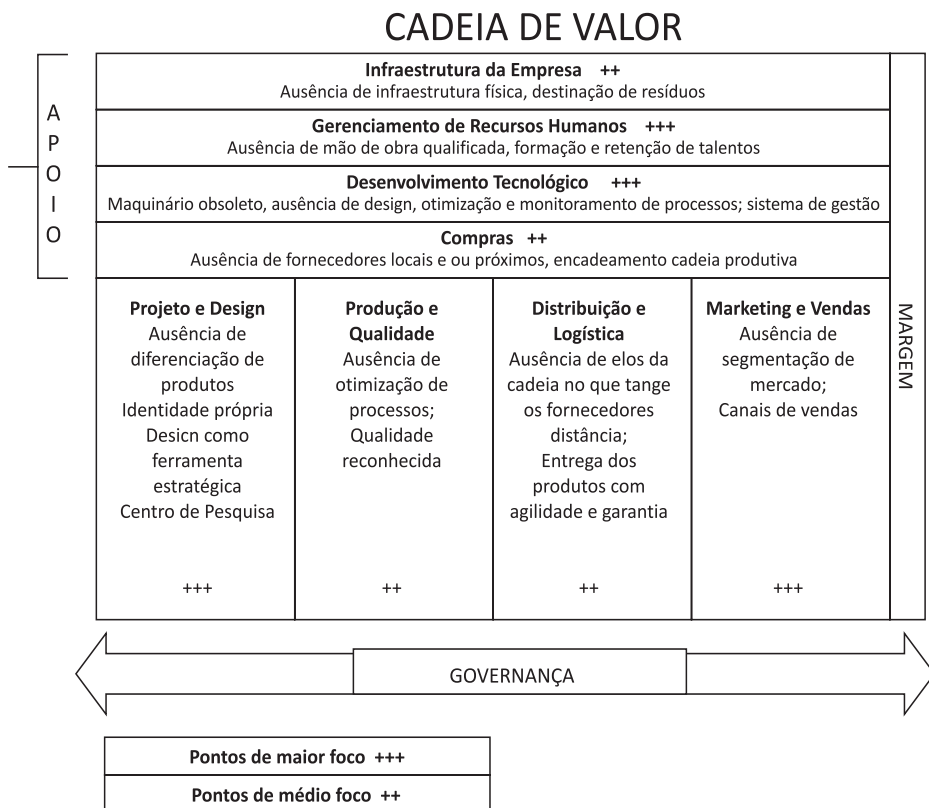 CADEIA DE VALOR
APOIO
Infraestrutura da Empresa ++
Ausência de infraestrutura física, destinação de resíduos
Gerenciamento de Recursos Humanos +++
Ausência de mão de obra qualificada, formação e retenção de talentos
Desenvolvimento Tecnológico +++
Maquinário obsoleto, ausência de design, otimização e monitoramento de processos; sistema de gestão
Compras ++
Ausência de fornecedores locais e ou próximos, encadeamento cadeia produtiva
Projeto e Design
Ausência de
diferenciação de
produtos
Identidade própria
Desicn como
ferramenta
estratégica
Centro de Pesquisa
+++
Produção e
Qualidade
Ausência de
otimização de
processos;
Qualidade
reconhecida
++
Distribuição e
Logística
Ausência de elos da
cadeia no que tange
os fornecedores
distância;
Entrega dos
produtos com
agilidade e garantia
++
Marketing e Vendas
Ausência de
segmentação de
mercado;
Canais de vendas
+++
MARGEM
GOVERNANÇA
Pontos de maior foco +++
Pontos de médio foco ++